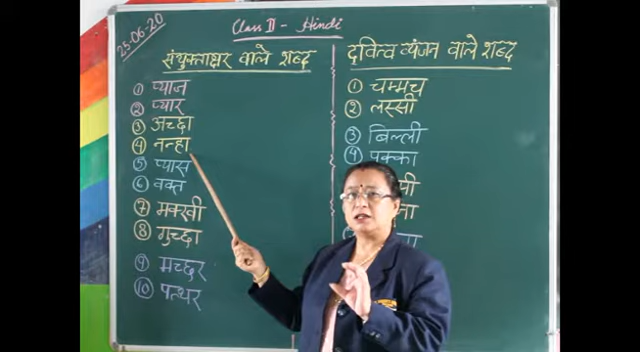 25-06-20
Class II - Hindi
संयुक्ताक्षर वाले शब्द
① प्याज
② प्यार
③ अच्छा
④ नन्हा
⑤ प्यास
⑥ वक्त
⑦ मक्खी
⑧ गुच्छा
⑨ मच्छर
⑩ पत्थर
दवित्व व्यंजन वाले शब्द
① चम्मच
② लस्सी
③ बिल्ली
④ पक्का